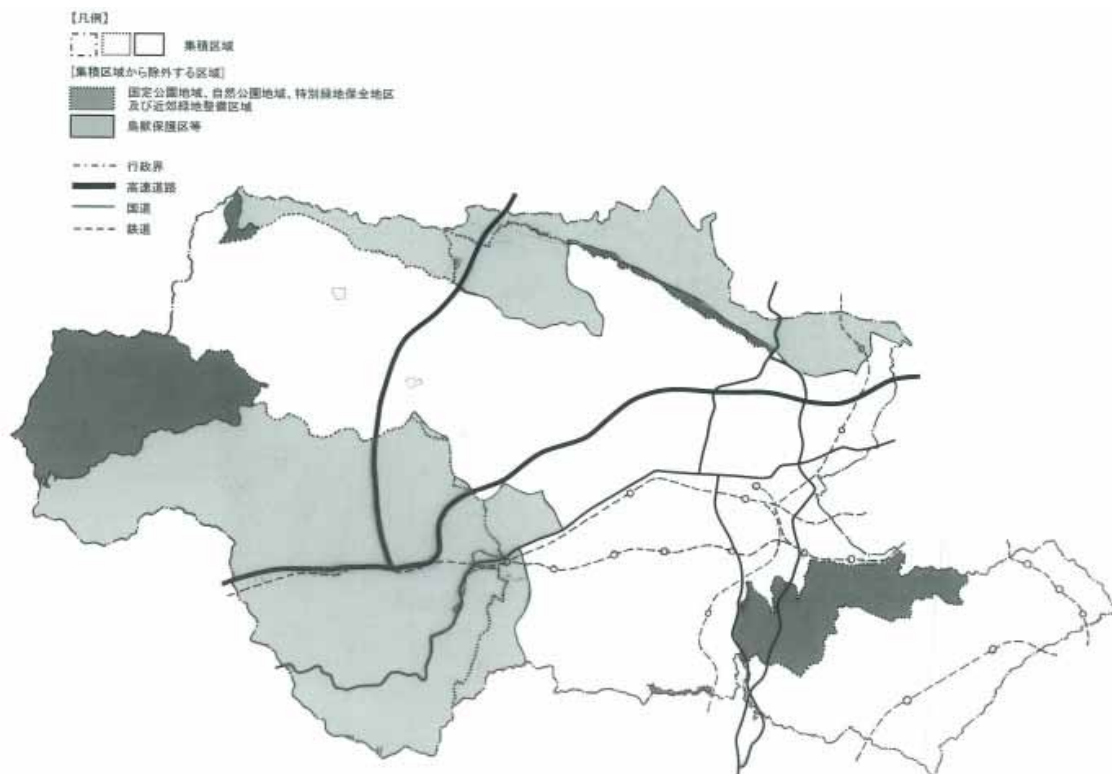 【凡例】
集積区域
[集積区域から除外する区域]
国定公園地域、自然公園地域、特別緑地保全地区
及び近郊緑地整備区域
鳥獣保護区等
行政界
高速道路
国道
鉄道